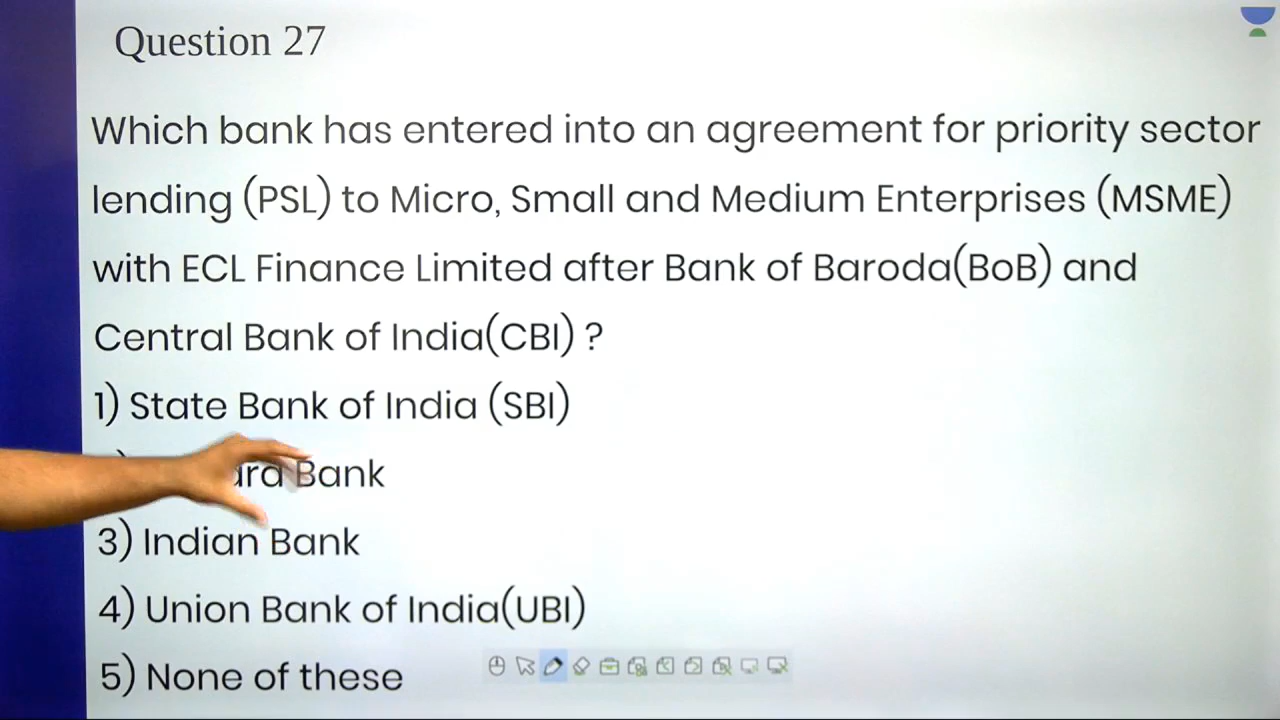 Question 27
Which bank has entered into an agreement for priority sector
lending (PSL) to Micro, Small and Medium Enterprises (MSME)
with ECL Finance Limited after Bank of Baroda(BoB) and
Central Bank of India(CBI) ?
1) State Bank of India (SBI)
Bank
3) Indian Bank
4) Union Bank of India(UBI)
5) None of these